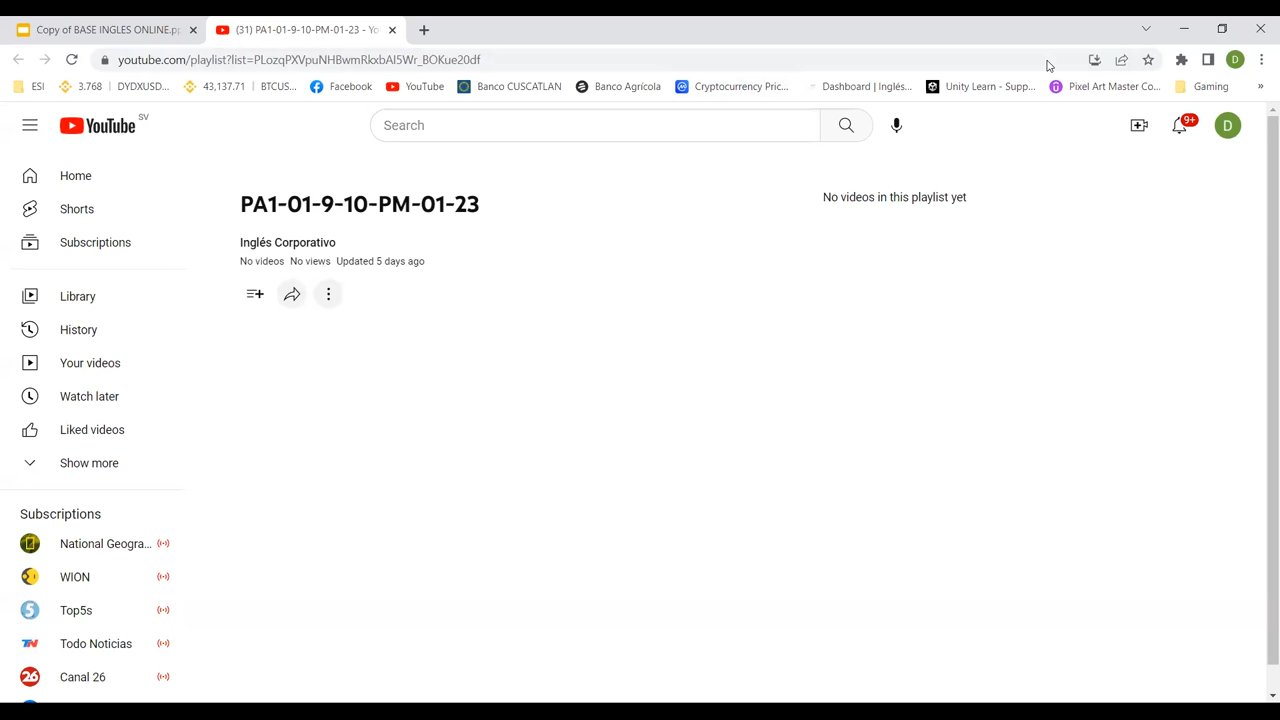 Copy of BASE INGLES ONLINE.pp
(31) PA1-01-9-10-PM-01-23 - Yo
youtube.com/playlist?list=PLozqPXVpuNHBwmRkxbAI5Wr_BOKue20df
ESI
3.768 | DYDXUSD...
43,137.71 | BTCUS...
Facebook
YouTube
Banco CUSCATLAN
Banco Agrícola
Cryptocurrency Pric...
Dashboard | Inglés...
Unity Learn - Supp...
Pixel Art Master Co...
Gaming
»
D
YouTube SV
Search
9+
D
Home
Shorts
Subscriptions
Library
History
Your videos
Watch later
Liked videos
Show more
Subscriptions
National Geogra...
WION
Top5s
Todo Noticias
Canal 26
PA1-01-9-10-PM-01-23
Inglés Corporativo
No videos No views Updated 5 days ago
No videos in this playlist yet